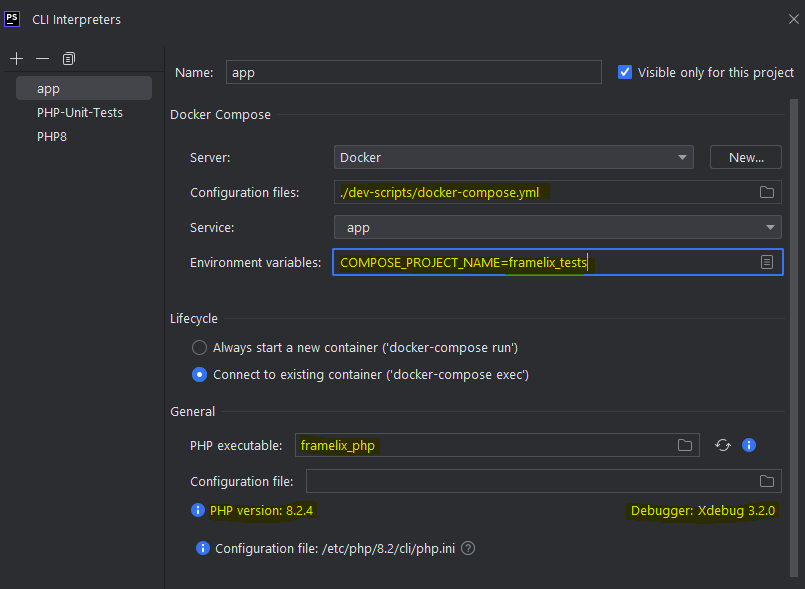 PS CLI Interpreters
app
PHP-Unit-Tests
PHP8
Name: app Visible only for this project
Docker Compose
Server: Docker New...
Configuration files: ./dev-scripts/docker-compose.yml
Service: app
Environment variables: COMPOSE_PROJECT_NAME=framelix_tests
Lifecycle
Always start a new container ('docker-compose run')
Connect to existing container ('docker-compose exec')
General
PHP executable: framelix_php
Configuration file:
PHP version: 8.2.4 Debugger: Xdebug 3.2.0
Configuration file: /etc/php/8.2/cli/php.ini